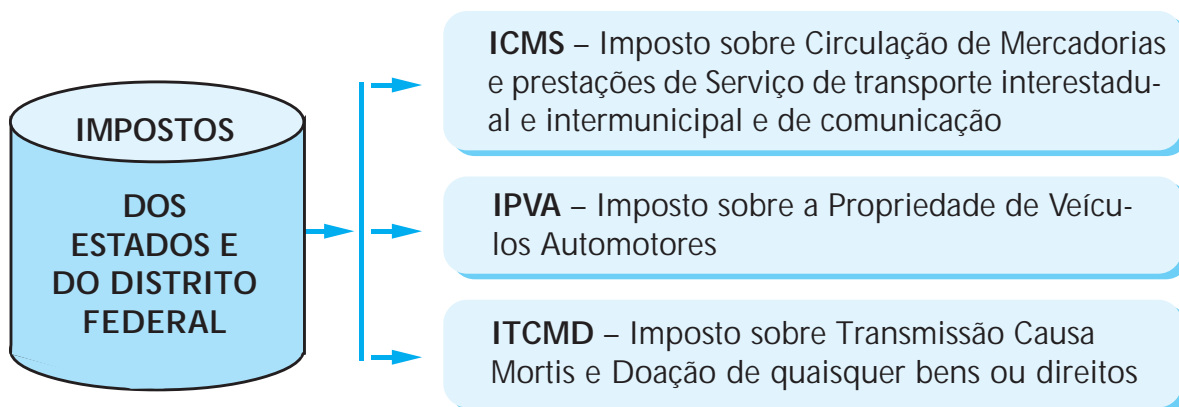 IMPOSTOS
DOS
ESTADOS E
DO DISTRITO
FEDERAL
ICMS – Imposto sobre Circulação de Mercadorias
e prestações de Serviço de transporte interestadu-
al e intermunicipal e de comunicação
IPVA – Imposto sobre a Propriedade de Veícu-
los Automotores
ITCMD – Imposto sobre Transmissão Causa
Mortis e Doação de quaisquer bens ou direitos